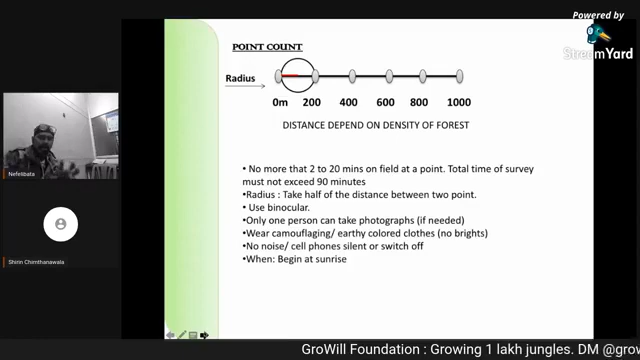 Powered by
StreamYard
POINT COUNT
Radius
0m 200 400 600 800 1000
DISTANCE DEPEND ON DENSITY OF FOREST
• No more that 2 to 20 mins on field at a point. Total time of survey
must not exceed 90 minutes
•Radius : Take half of the distance between two point.
• Use binocular.
•Only one person can take photographs (if needed)
•Wear camouflaging/ earthy colored clothes (no brights)
•No noise/ cell phones silent or switch off
•When: Begin at sunrise
Nefelibata
Shirin Chimthanawala
GroWill Foundation : Growing 1 lakh jungles. DM @grow